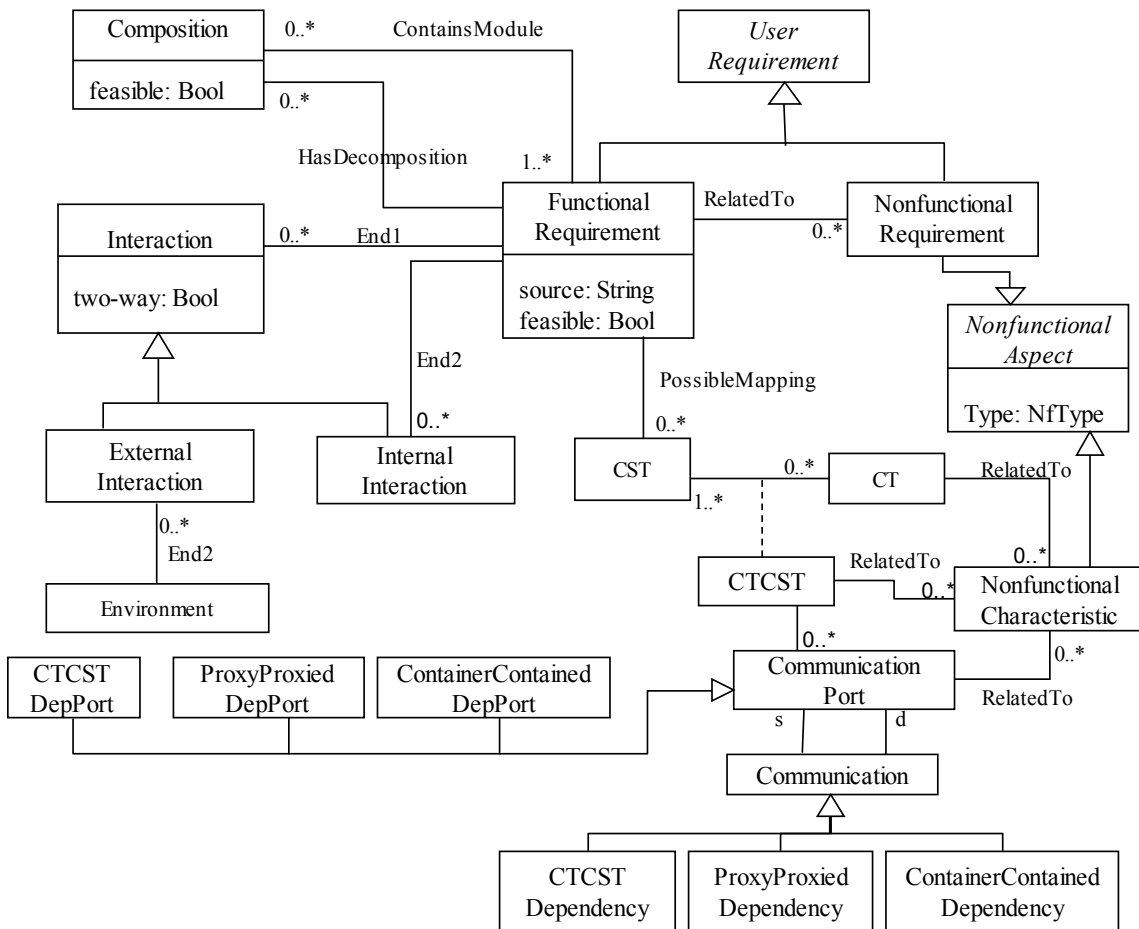 Composition
0..*
ContainsModule
User
Requirement
feasible: Bool
0..*
HasDecomposition
1..*
Functional
Requirement
RelatedTo
0..*
Nonfunctional
Requirement
Interaction
0..*
End1
two-way: Bool
source: String
feasible: Bool
Nonfunctional
Aspect
Type: NfType
End2
PossibleMapping
0..*
0..*
External
Interaction
Internal
Interaction
CST
1..*
0..*
CT
RelatedTo
0..*
0..*
End2
Environment
CTCST
RelatedTo
0..*
Nonfunctional
Characteristic
0..*
0..*
RelatedTo
CTCST
DepPort
ProxyProxied
DepPort
ContainerContained
DepPort
Communication
Port
s
d
Communication
CTCST
Dependency
ProxyProxied
Dependency
ContainerContained
Dependency